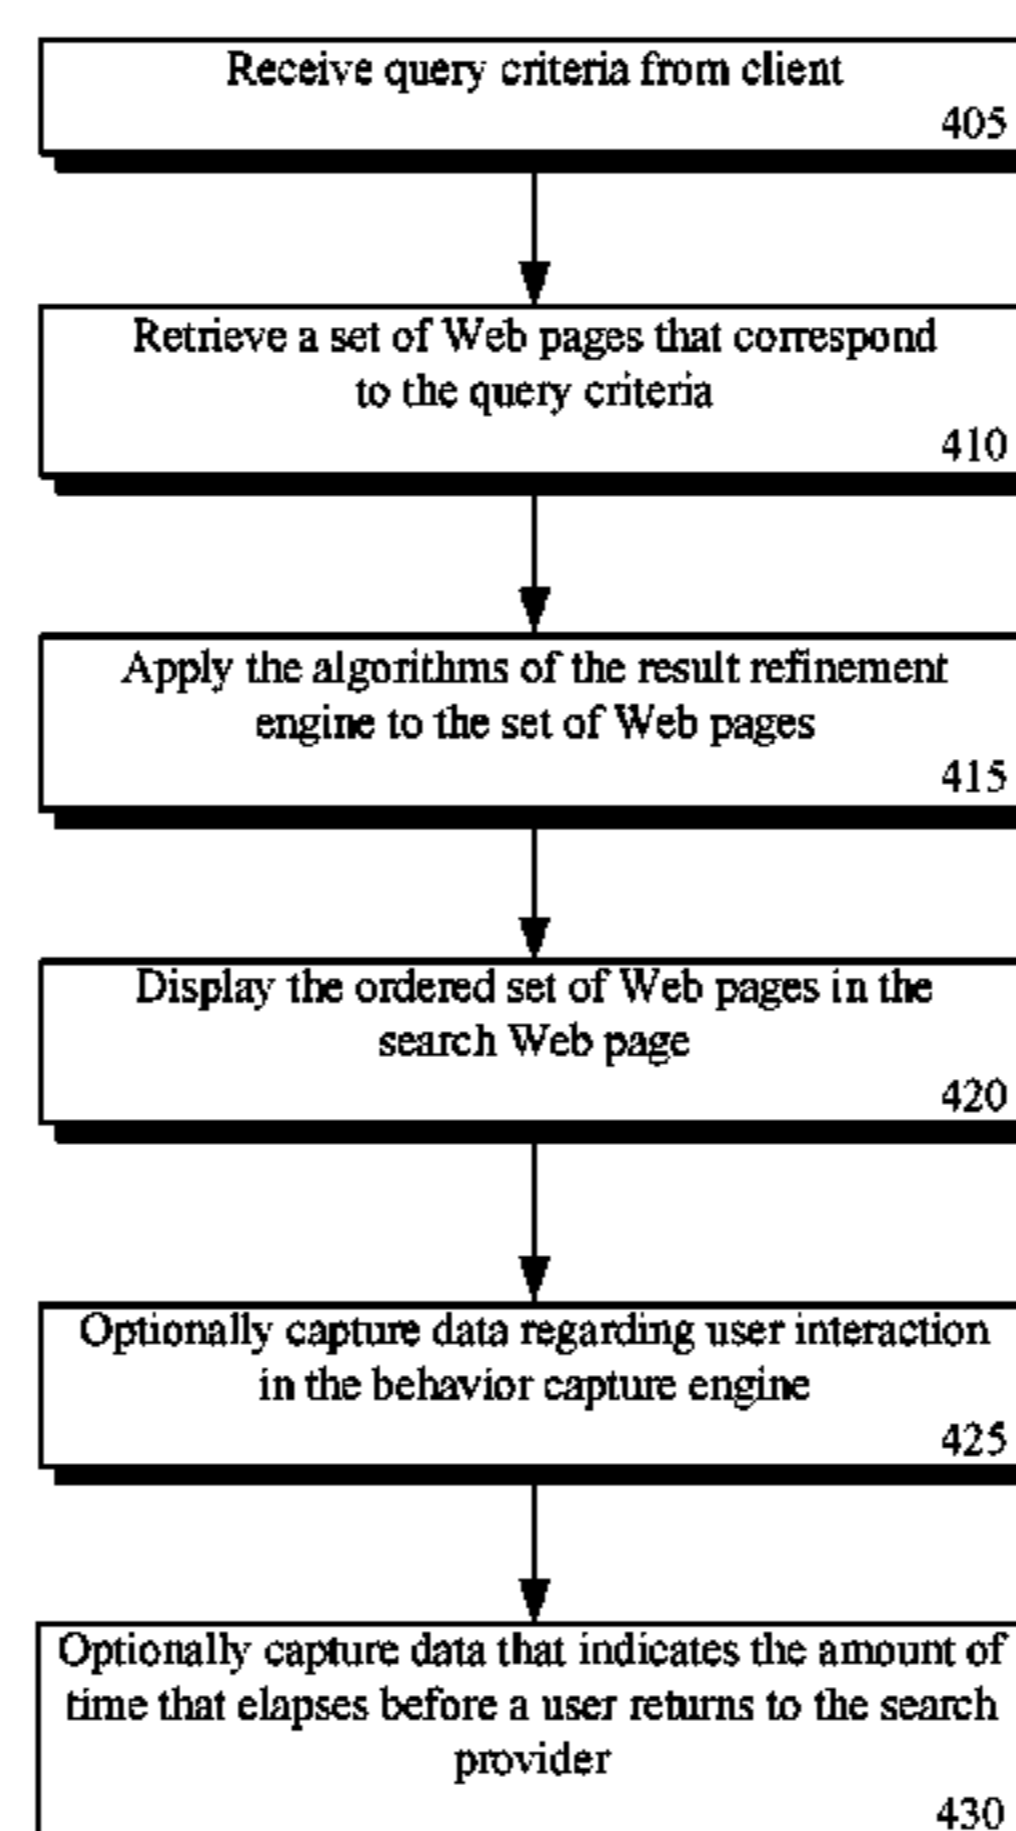 Receive query criteria from client
405
Retrieve a set of Web pages that correspond
to the query criteria
410
Apply the algorithms of the result refinement
engine to the set of Web pages
415
Display the ordered set of Web pages in the
search Web page
420
Optionally capture data regarding user interaction
in the behavior capture engine
425
Optionally capture data that indicates the amount of
time that elapses before a user returns to the search
provider
430